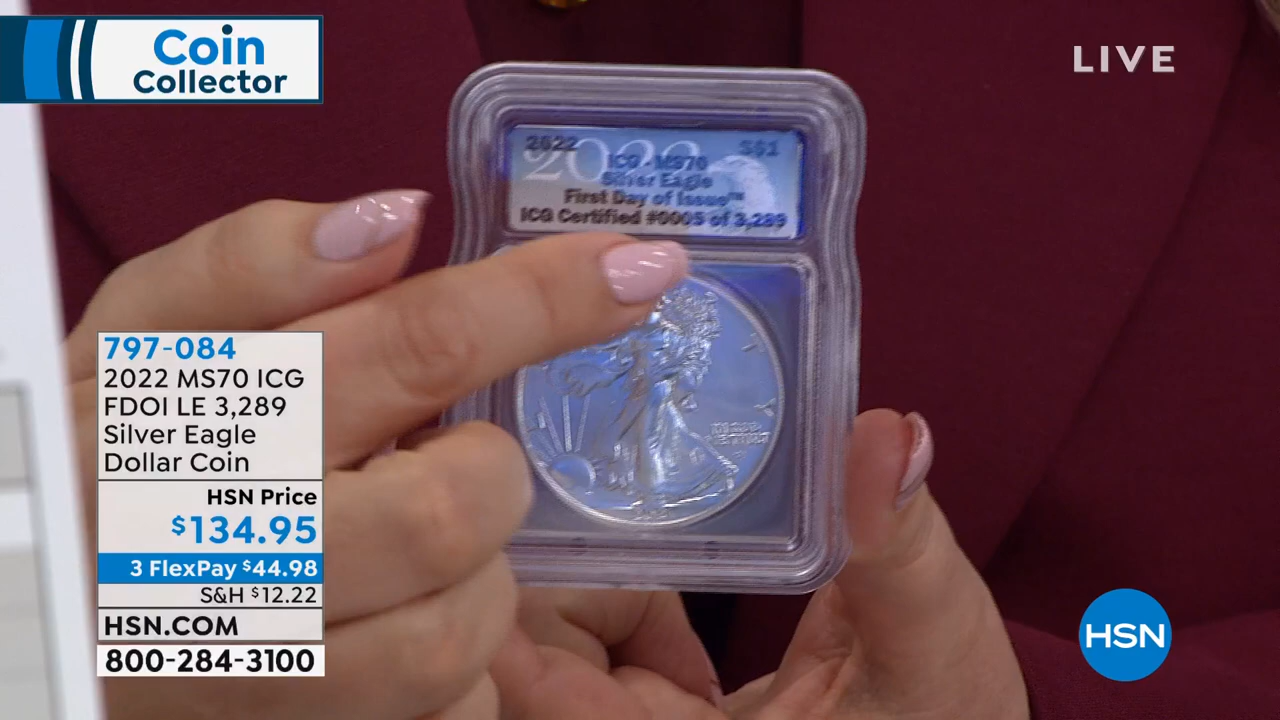 Coin
Collector
LIVE
2022
2022
S$1
ICG - MS70
Silver Eagle
First Day of Issue™
ICG Certified #0005 of 3,289
797-084
2022 MS70 ICG
FDOI LE 3,289
Silver Eagle
Dollar Coin
HSN Price
$134.95
3 FlexPay $44.98
S&H $12.22
HSN.COM
800-284-3100
HSN